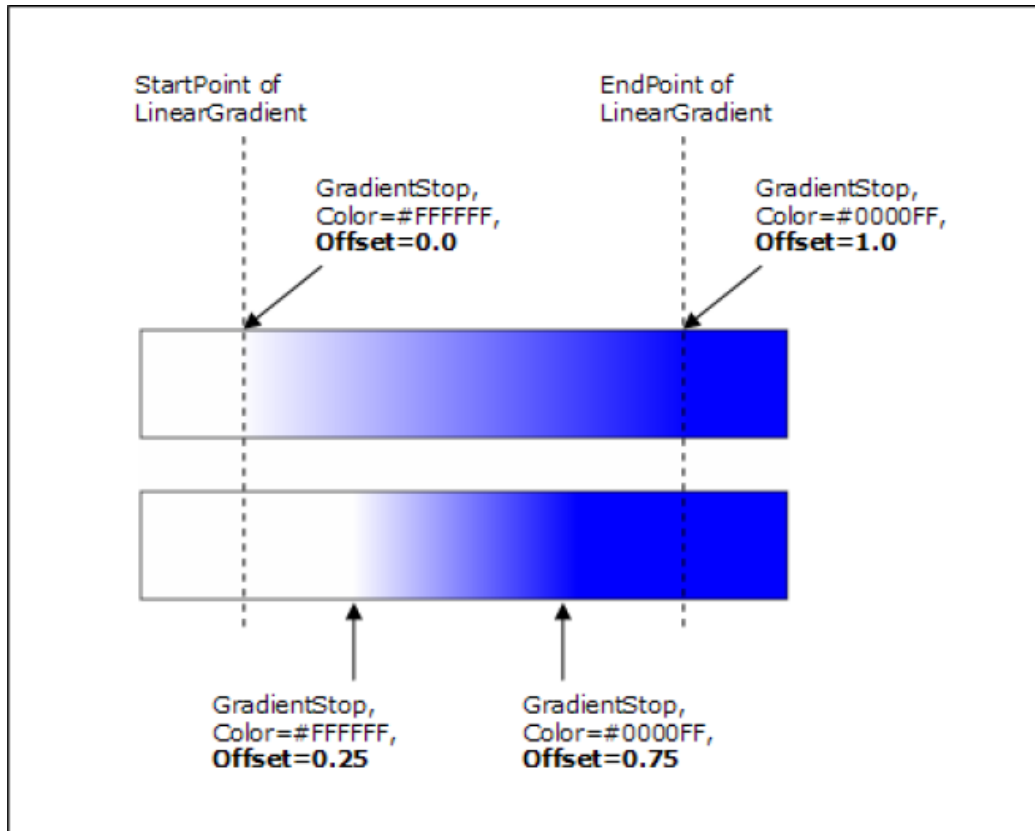 StartPoint of
LinearGradient
EndPoint of
LinearGradient
GradientStop,
Color=#FFFFFF,
Offset=0.0
GradientStop,
Color=#0000FF,
Offset=1.0
GradientStop,
Color=#FFFFFF,
Offset=0.25
GradientStop,
Color=#0000FF,
Offset=0.75